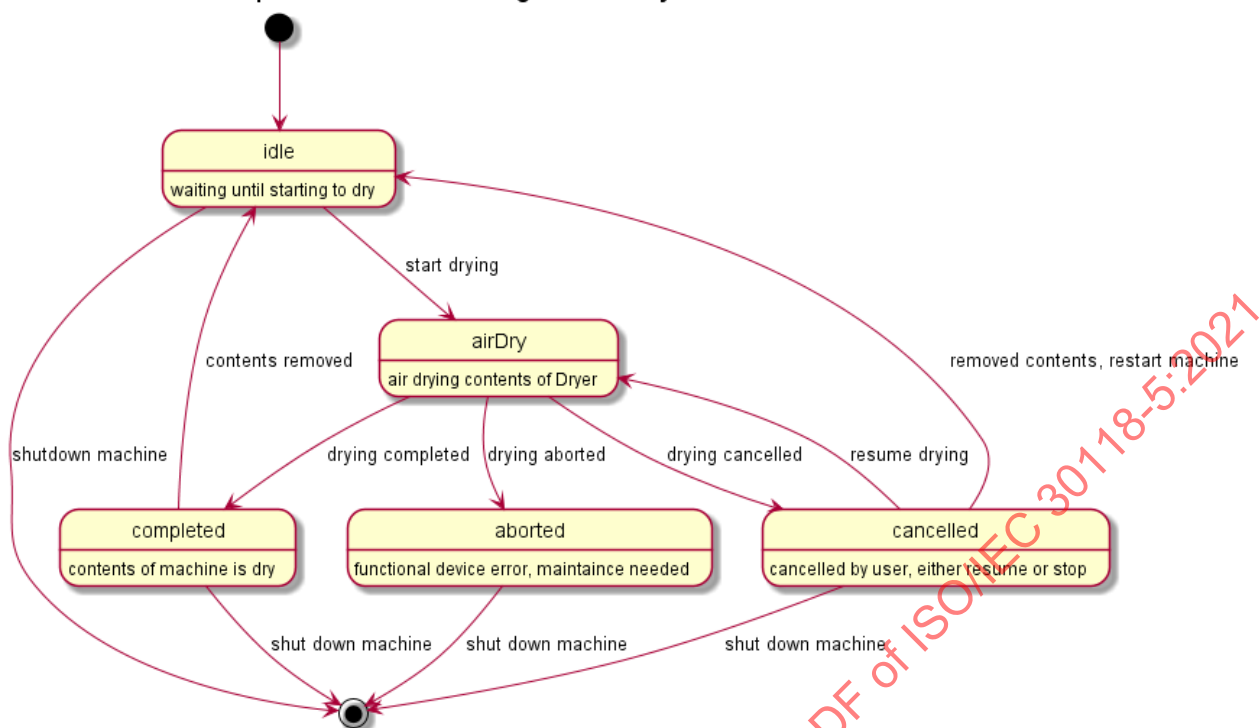 idle
waiting until starting to dry
start drying
airDry
air drying contents of Dryer
contents removed
removed contents, restart machine
shutdown machine
drying completed
drying aborted
drying cancelled
resume drying
completed
contents of machine is dry
aborted
functional device error, maintaince needed
cancelled
cancelled by user, either resume or stop
shut down machine
shut down machine
shut down machine
DF of ISO/IEC 30118-5:2021